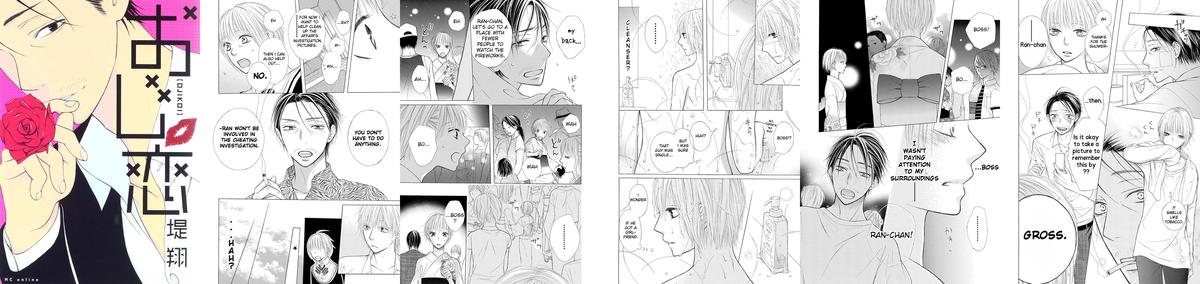 おじ恋
【OJIKOI】
堤翔
HC online
EH
FOR NOW I
WANT TO
HELP CLEAN UP
THE AFFAIR'S
INVESTIGATION
PICTURES.
...EH?
THEN I CAN
ALSO HELP
OUT...
NO.
-RAN WON'T BE
INVOLVED IN
THE CHEATING
INVESTIGATION.
YOU DON'T
HAVE TO DO
ANYTHING.
...HAH?
EH
RAN-CHAN,
LET'S GO TO A
PLACE WITH
FEWER
PEOPLE TO
WATCH THE
FIREWORKS.
my
back...
AH...
BO...
WAH
WAH
...BOSS
?
CLEANSER?
.........
THAT
GUY WAS
SINGLE...
BUT I
WAS
SURE
HUH?
BOSS?
I
WONDER
IF HE
GOT A
GIRL-
FRIEND.
.........
BOSS!
BO...
I
WASN'T
PAYING
ATTENTION
TO MY
SURROUNDINGS
...BOSS
RAN-CHAN!
.........
Ran-chan
AH
THANKS
FOR THE
SHOWER-
...then,
Is it okay
to take a
picture to
remember
this by
??
GROSS.
IT
SMELLS
LIKE
TOBACCO.